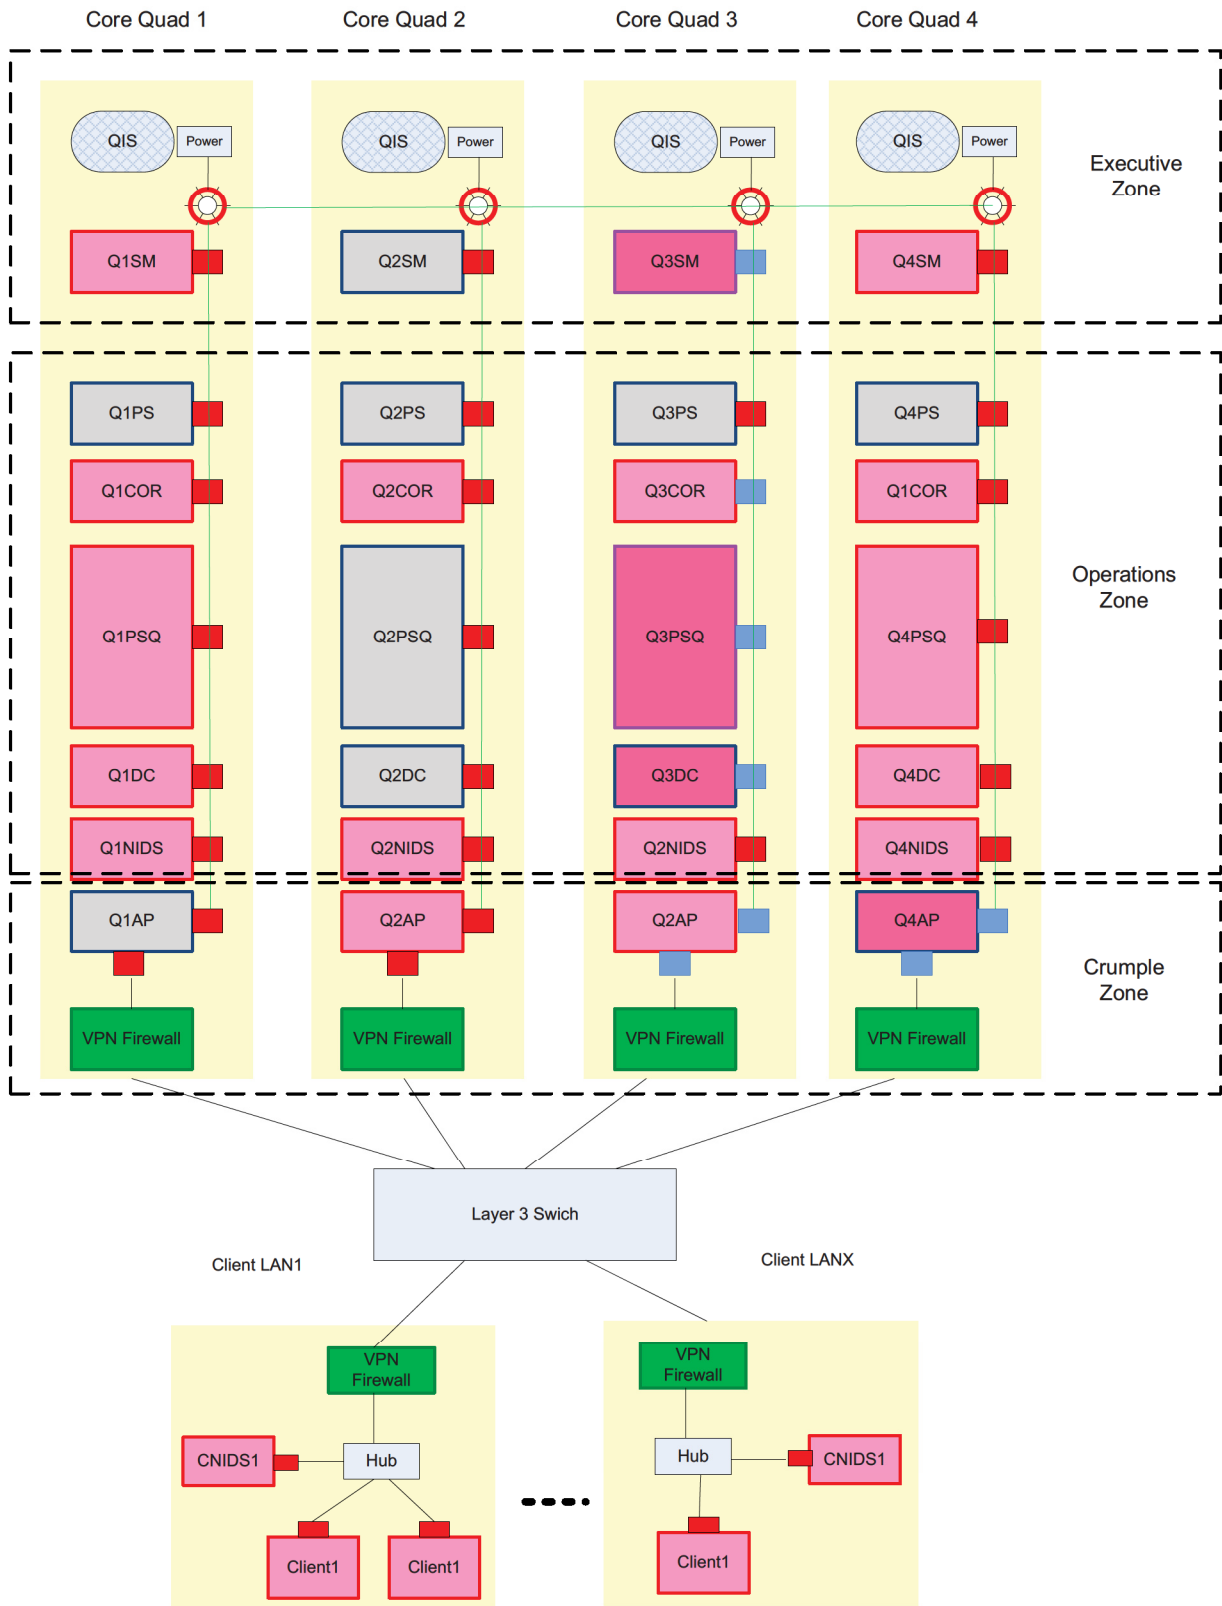 Core Quad 1
Core Quad 2
Core Quad 3
Core Quad 4
QIS
Power
QIS
Power
QIS
Power
QIS
Power
Executive
Zone
Q1SM
Q2SM
Q3SM
Q4SM
Q1PS
Q2PS
Q3PS
Q4PS
Q1COR
Q2COR
Q3COR
Q1COR
Operations
Zone
Q1PSQ
Q2PSQ
Q3PSQ
Q4PSQ
Q1DC
Q2DC
Q3DC
Q4DC
Q1NIDS
Q2NIDS
Q2NIDS
Q4NIDS
Q1AP
Q2AP
Q2AP
Q4AP
Crumple
Zone
VPN Firewall
VPN Firewall
VPN Firewall
VPN Firewall
Layer 3 Swich
Client LAN1
Client LANX
VPN
Firewall
VPN
Firewall
CNIDS1
Hub
Hub
CNIDS1
Client1
Client1
Client1